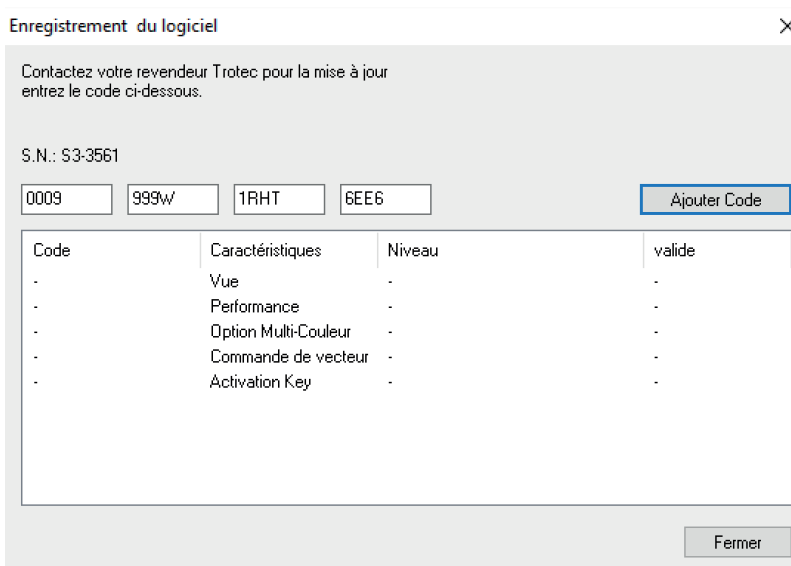 Enregistrement du logiciel
Contactez votre revendeur Trotec pour la mise à jour
entrez le code ci-dessous.
S.N.: S3-3561
0009 999W 1RHT 6EE6 Ajouter Code
Code Caractéristiques Niveau valide
- Vue - -
- Performance - -
- Option Multi-Couleur - -
- Commande de vecteur - -
- Activation Key - -
Fermer